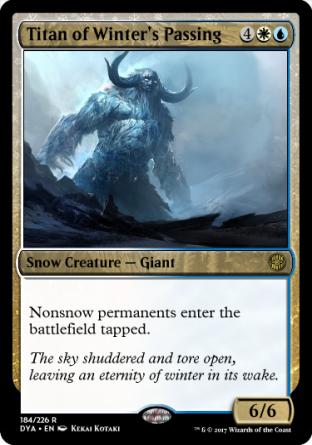 Titan of Winter's Passing 4
Snow Creature — Giant
Nonsnow permanents enter the
battlefield tapped.
The sky shuddered and tore open,
leaving an eternity of winter in its wake.
6/6
184/226 R
DYA • EN Kekai Kotaki
™ & © 2017 Wizards of the Coast